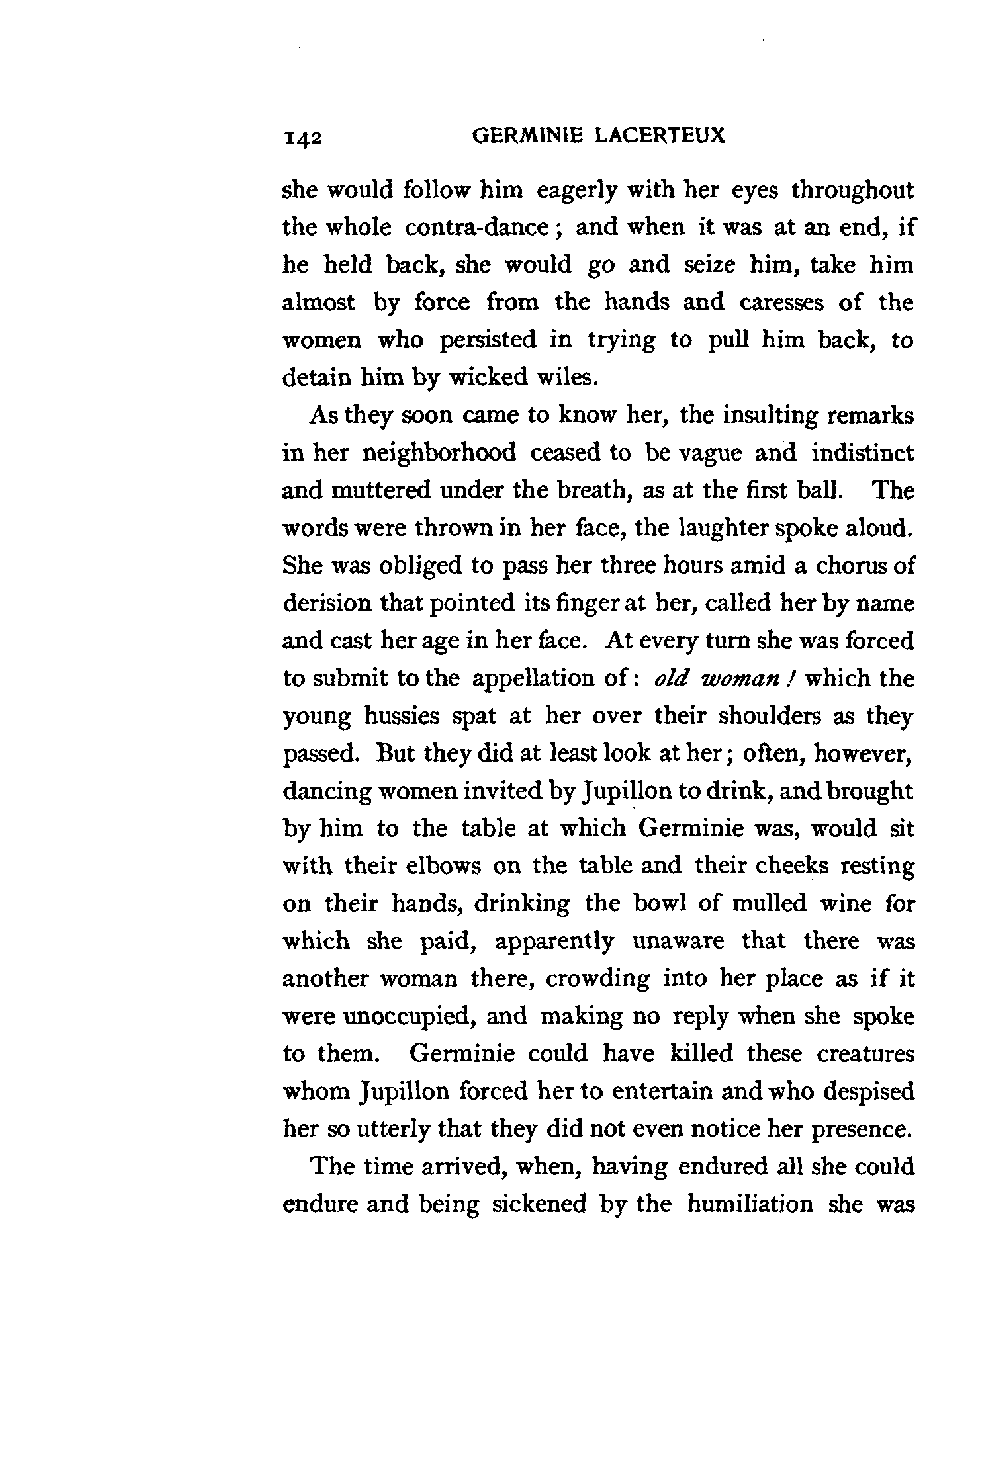 142 GERMINIE LACERTEUX
she would follow him eagerly with her eyes throughout
the whole contra-dance; and when it was at an end, if
he held back, she would go and seize him, take him
almost by force from the hands and caresses of the
women who persisted in trying to pull him back, to
detain him by wicked wiles.
As they soon came to know her, the insulting remarks
in her neighborhood ceased to be vague and indistinct
and muttered under the breath, as at the first ball. The
words were thrown in her face, the laughter spoke aloud.
She was obliged to pass her three hours amid a chorus of
derision that pointed its finger at her, called her by name
and cast her age in her face. At every turn she was forced
to submit to the appellation of: old woman! which the
young hussies spat at her over their shoulders as they
passed. But they did at least look at her; often, however,
dancing women invited by Jupillon to drink, and brought
by him to the table at which Germinie was, would sit
with their elbows on the table and their cheeks resting
on their hands, drinking the bowl of mulled wine for
which she paid, apparently unaware that there was
another woman there, crowding into her place as if it
were unoccupied, and making no reply when she spoke
to them. Germinie could have killed these creatures
whom Jupillon forced her to entertain and who despised
her so utterly that they did not even notice her presence.
The time arrived, when, having endured all she could
endure and being sickened by the humiliation she was